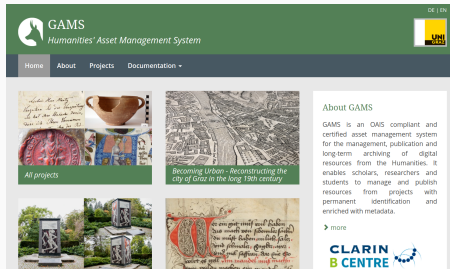 DE | EN
GAMS
Humanities' Asset Management System
UNI
GRAZ
Home About Projects Documentation
All projects
Becoming Urban - Reconstructing the
city of Graz in the long 19th century
About GAMS
GAMS is an OAIS compliant and
certified asset management system
for the management, publication and
long-term archiving of digital
resources from the Humanities. It
enables scholars, researchers and
students to manage and publish
resources from projects with
permanent identification and
enriched with metadata.
more
CLARIN
B CENTRE